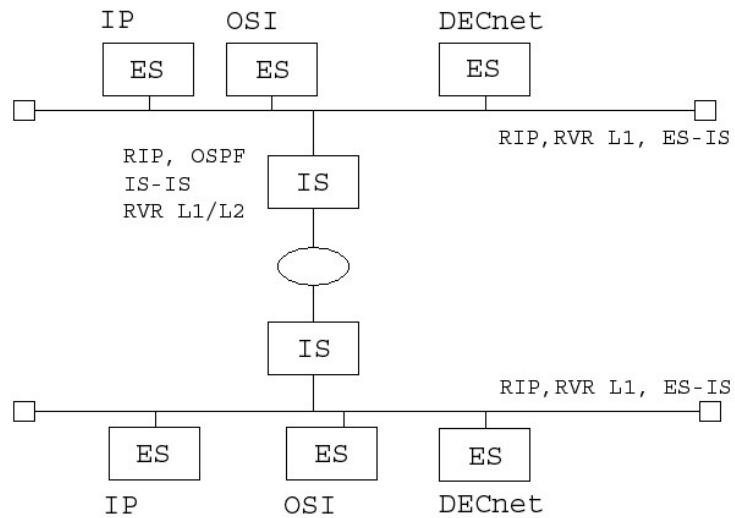 IP OSI DECnet
ES ES ES
RIP,RVR L1, ES-IS
RIP, OSPF
IS-IS
RVR L1/L2
IS
IS
RIP,RVR L1, ES-IS
ES ES ES
IP OSI DECnet